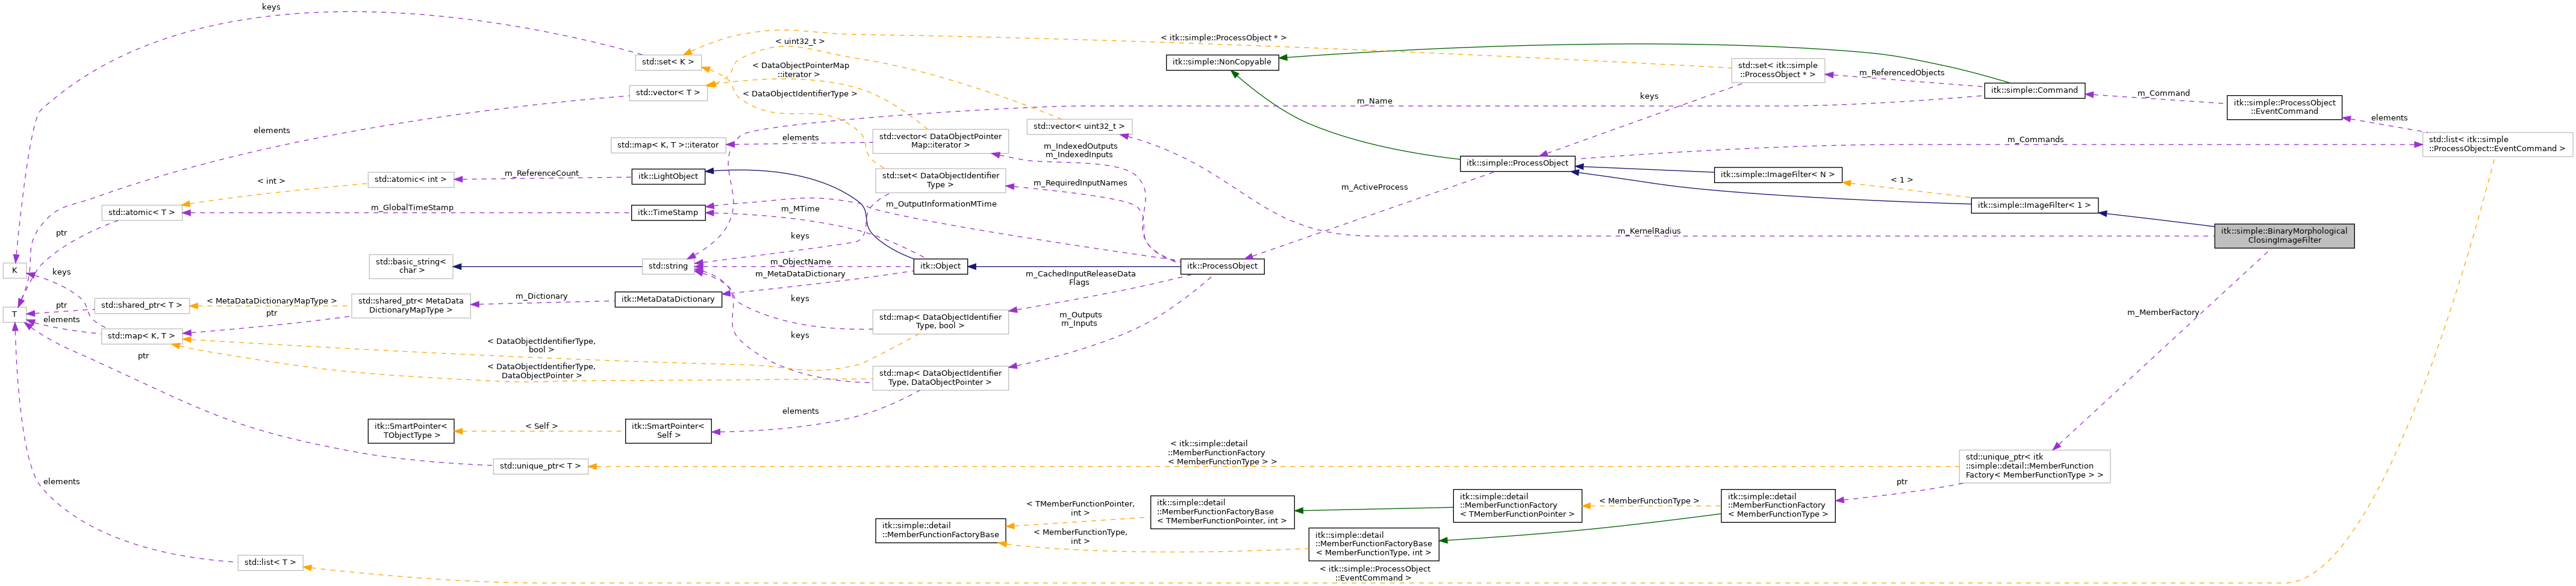 keys
std::set< K >
< uint32_t >
< itk::simple::ProcessObject * >
itk::simple::NonCopyable
std::set< itk::simple
::ProcessObject * >
m_ReferencedObjects
itk::simple::Command
m_Command
itk::simple::ProcessObject
::EventCommand
elements
std::list< itk::simple
::ProcessObject::EventCommand >
std::vector< T >
< DataObjectPointerMap
::iterator >
< DataObjectIdentifierType >
m_Name
keys
elements
std::map< K, T >::iterator
elements
std::vector< DataObjectPointer
Map::iterator >
std::vector< uint32_t >
m_IndexedOutputs
m_IndexedInputs
m_Commands
itk::simple::ProcessObject
itk::simple::ImageFilter< N >
< 1 >
itk::simple::ImageFilter< 1 >
< int >
std::atomic< int >
m_ReferenceCount
itk::LightObject
std::set< DataObjectIdentifier
Type >
m_RequiredInputNames
m_ActiveProcess
std::atomic< T >
m_GlobalTimeStamp
itk::TimeStamp
m_MTime
m_OutputInformationMTime
m_KernelRadius
itk::simple::BinaryMorphological
ClosingImageFilter
ptr
keys
K
keys
std::basic_string<
char >
std::string
m_ObjectName
m_MetaDataDictionary
itk::Object
itk::ProcessObject
m_CachedInputReleaseData
Flags
T
ptr
elements
std::shared_ptr< T >
< MetaDataDictionaryMapType >
ptr
std::shared_ptr< MetaData
DictionaryMapType >
m_Dictionary
itk::MetaDataDictionary
keys
std::map< DataObjectIdentifier
Type, bool >
m_Outputs
m_Inputs
m_MemberFactory
std::map< K, T >
keys
ptr
< DataObjectIdentifierType,
bool >
< DataObjectIdentifierType,
DataObjectPointer >
std::map< DataObjectIdentifier
Type, DataObjectPointer >
elements
itk::SmartPointer<
TObjectType >
< Self >
itk::SmartPointer<
Self >
std::unique_ptr< T >
< itk::simple::detail
::MemberFunctionFactory
< MemberFunctionType > >
std::unique_ptr< itk
::simple::detail::MemberFunction
Factory< MemberFunctionType > >
ptr
elements
itk::simple::detail
::MemberFunctionFactoryBase
< TMemberFunctionPointer,
int >
< MemberFunctionType,
int >
itk::simple::detail
::MemberFunctionFactoryBase
< TMemberFunctionPointer, int >
itk::simple::detail
::MemberFunctionFactoryBase
< MemberFunctionType, int >
itk::simple::detail
::MemberFunctionFactory
< TMemberFunctionPointer >
< MemberFunctionType >
itk::simple::detail
::MemberFunctionFactory
< MemberFunctionType >
std::list< T >
< itk::simple::ProcessObject
::EventCommand >